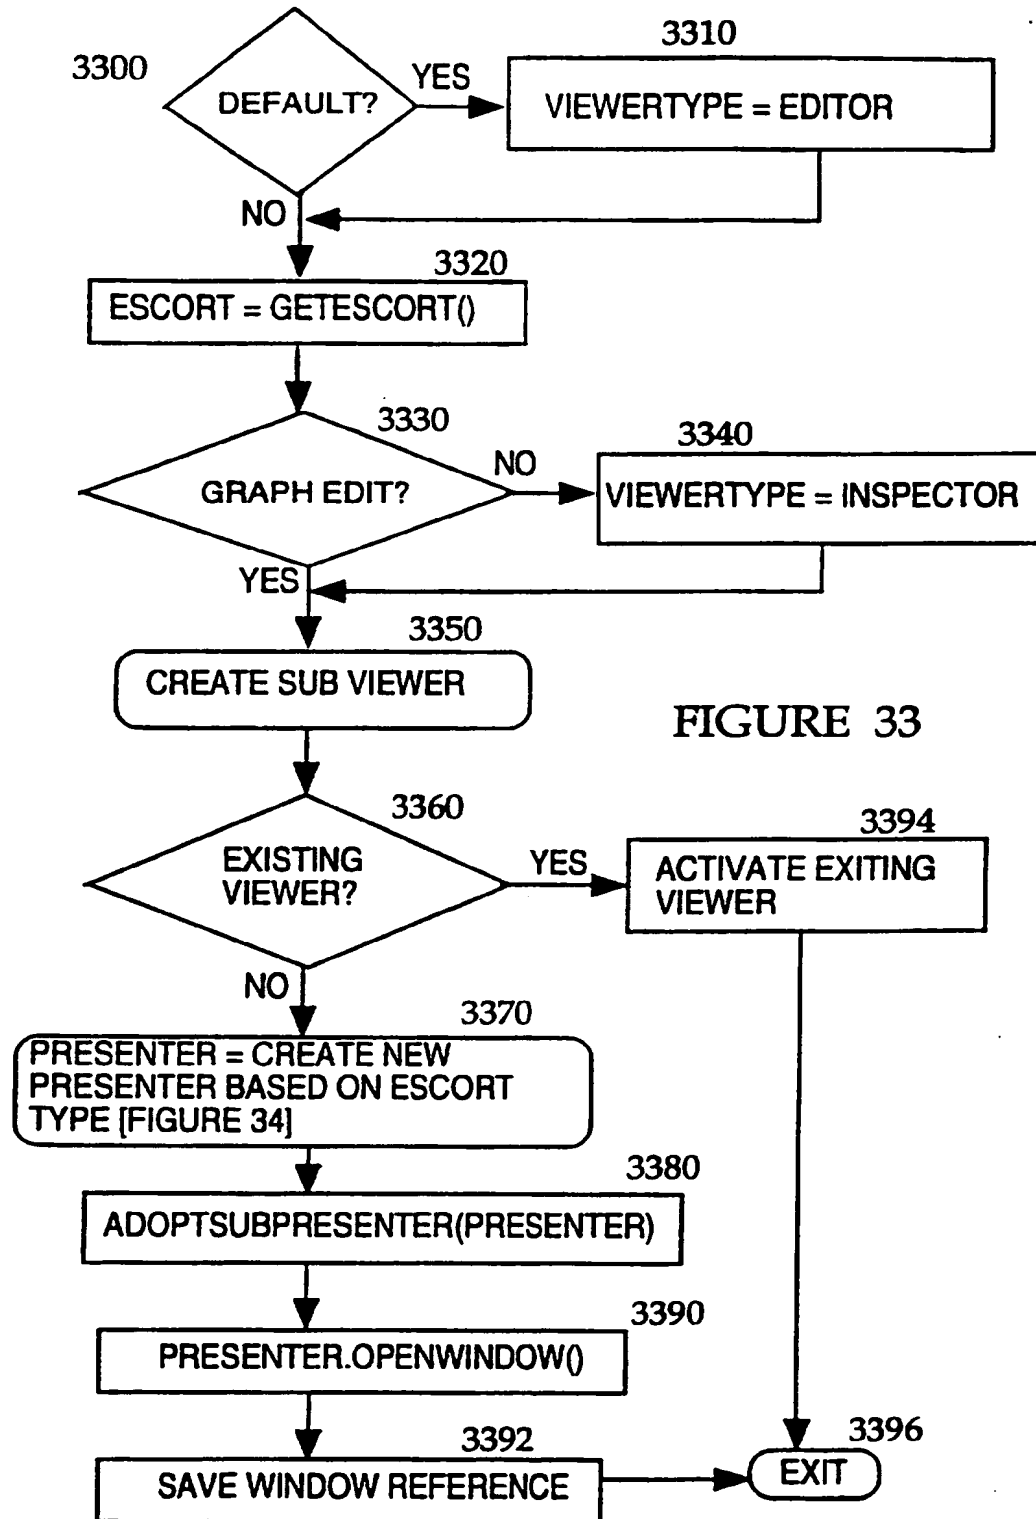 3300
DEFAULT?
YES
3310
VIEWERTYPE = EDITOR
NO
3320
ESCORT = GETESCORT()
3330
GRAPH EDIT?
NO
3340
VIEWERTYPE = INSPECTOR
YES
3350
CREATE SUB VIEWER
FIGURE 33
3360
EXISTING
VIEWER?
YES
3394
ACTIVATE EXITING
VIEWER
NO
3370
PRESENTER = CREATE NEW
PRESENTER BASED ON ESCORT
TYPE [FIGURE 34]
3380
ADOPTSUBPRESENTER(PRESENTER)
3390
PRESENTER.OPENWINDOW()
3392
SAVE WINDOW REFERENCE
3396
EXIT